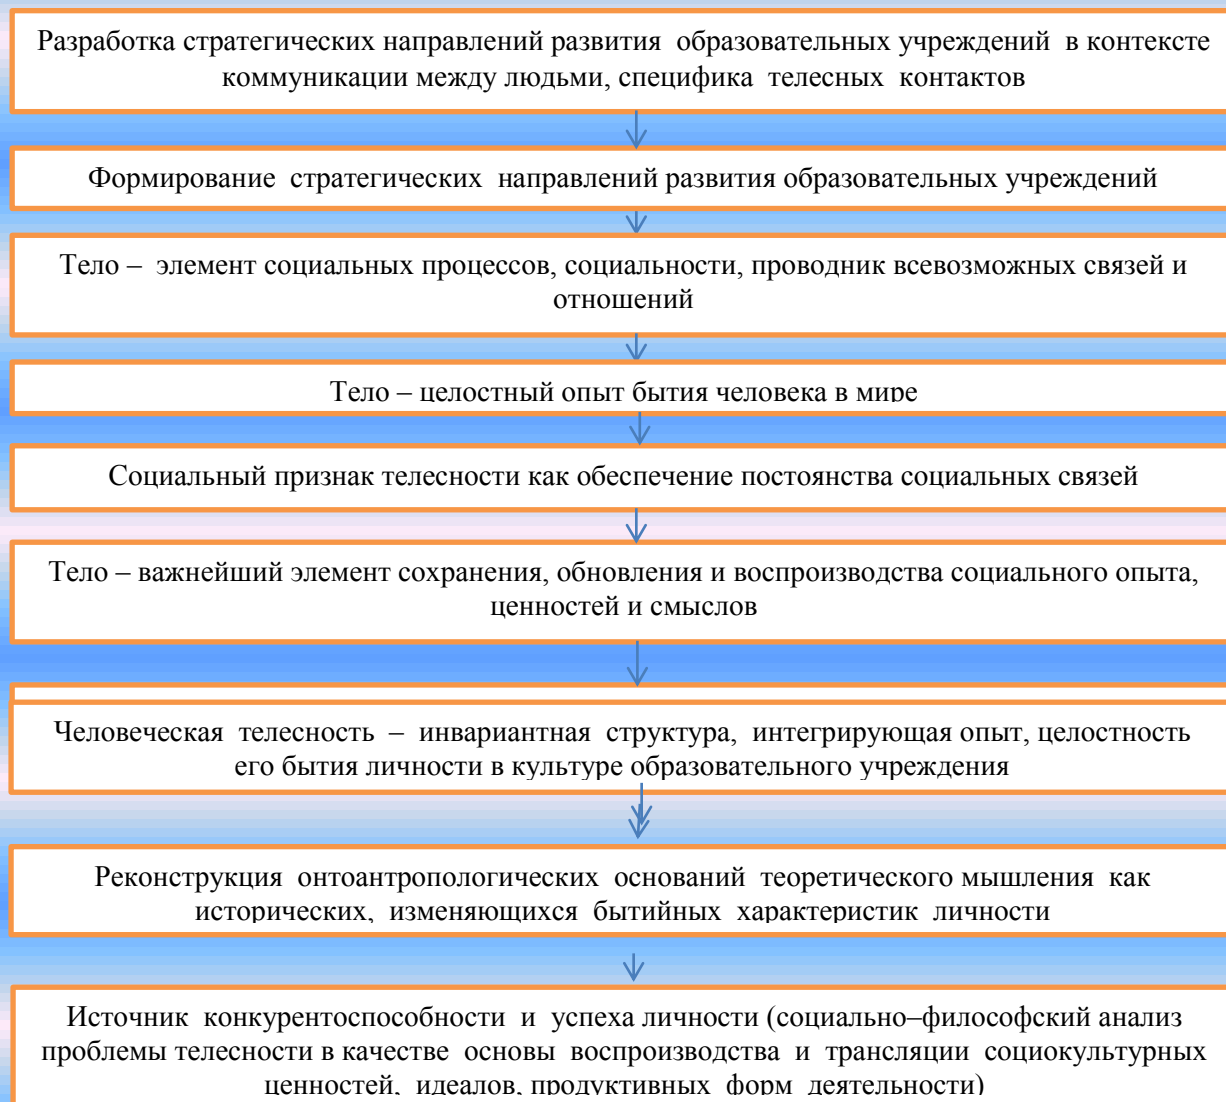 Разработка стратегических направлений развития образовательных учреждений в контексте
коммуникации между людьми, специфика телесных контактов
Формирование стратегических направлений развития образовательных учреждений
Тело – элемент социальных процессов, социальности, проводник всевозможных связей и
отношений
Тело – целостный опыт бытия человека в мире
Социальный признак телесности как обеспечение постоянства социальных связей
Тело – важнейший элемент сохранения, обновления и воспроизводства социального опыта,
ценностей и смыслов
Человеческая телесность – инвариантная структура, интегрирующая опыт, целостность
его бытия личности в культуре образовательного учреждения
Реконструкция онтоантропологических оснований теоретического мышления как
исторических, изменяющихся бытийных характеристик личности
Источник конкурентоспособности и успеха личности (социально–философский анализ
проблемы телесности в качестве основы воспроизводства и трансляции социокультурных
ценностей, идеалов, продуктивных форм деятельности)